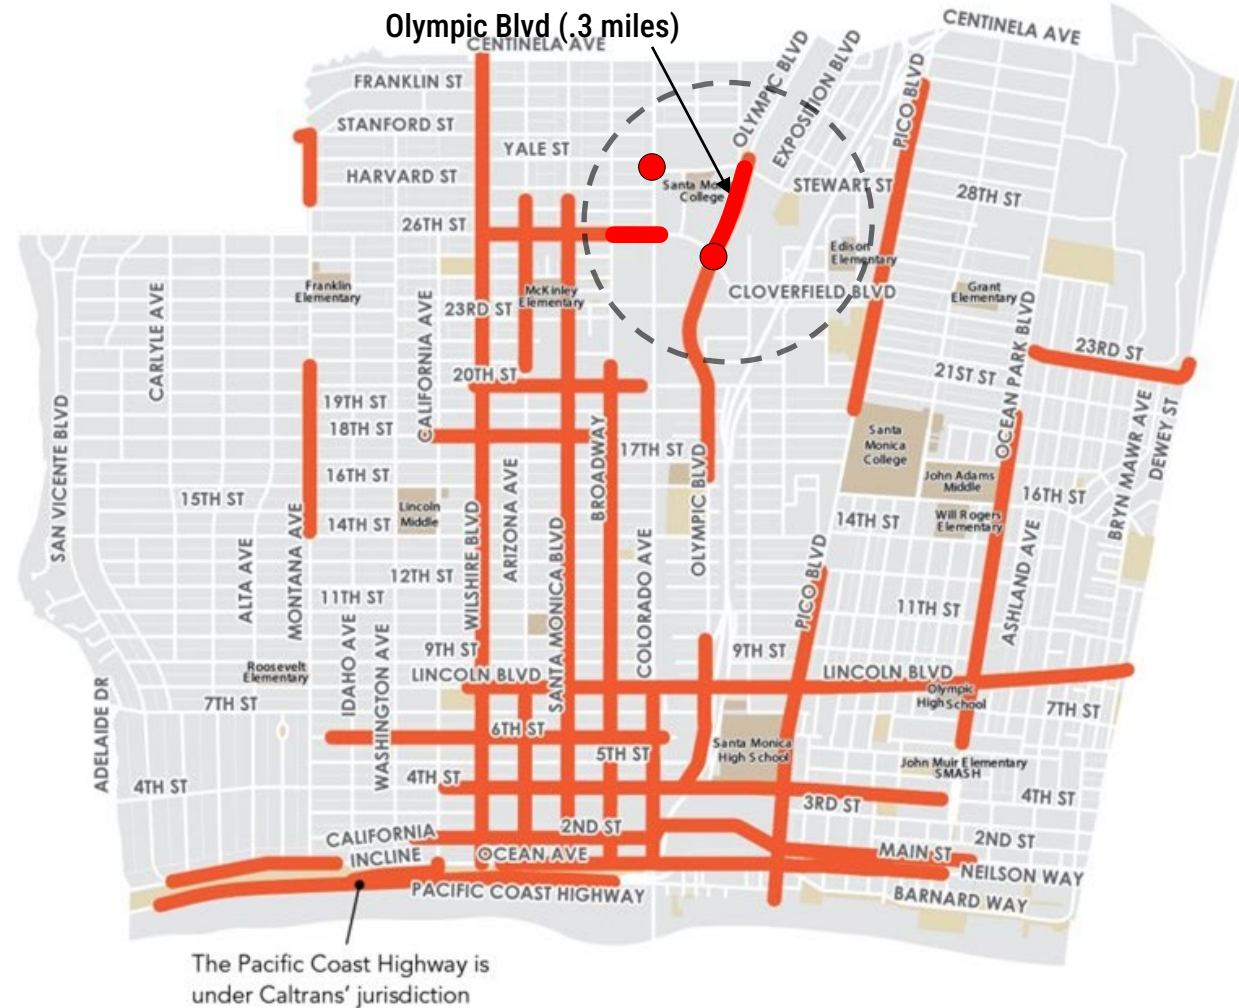 Olympic Blvd (.3 miles)
CENTINELA AVE
CENTINELA AVE
FRANKLIN ST
OLYMPIC BLVD
EXPOSITION BLVD
PICO BLVD
STANFORD ST
YALE ST
HARVARD ST
Santa Mo
College
STEWART ST
28TH ST
26TH ST
Edison
Elementary
Franklin
Elementary
McKinley
Elementary
CLOVERFIELD BLVD
Grant
Elementary
CARLYLE AVE
CALIFORNIA AVE
23RD ST
OCEAN PARK BLVD
23RD ST
20TH ST
21ST ST
SAN VICENTE BLVD
19TH ST
18TH ST
BROADWAY
17TH ST
Santa
Monica
College
BRYN MAWR AVE
DEWEY ST
16TH ST
15TH ST
John Adams
Middle
16TH ST
Lincoln
Middle
14TH ST
MONTANA AVE
WILSHIRE BLVD
ARIZONA AVE
SANTA MONICA BLVD
COLORADO AVE
OLYMPIC BLVD
14TH ST
Will Rogers
Elementary
ALTA AVE
12TH ST
11TH ST
PICO BLVD
11TH ST
ASHLAND AVE
IDAHO AVE
WASHINGTON AVE
9TH ST
9TH ST
Roosevelt
Elementary
LINCOLN BLVD
LINCOLN BLVD
ADELAIDE DR
7TH ST
Olympic
High School
7TH ST
6TH ST
5TH ST
Santa Monica
High School
John Muir Elementary
SMASH
4TH ST
4TH ST
3RD ST
4TH ST
CALIFORNIA
INCLINE
2ND ST
2ND ST
OCEAN AVE
MAIN ST
NEILSON WAY
PACIFIC COAST HIGHWAY
BARNARD WAY
The Pacific Coast Highway is
under Caltrans' jurisdiction